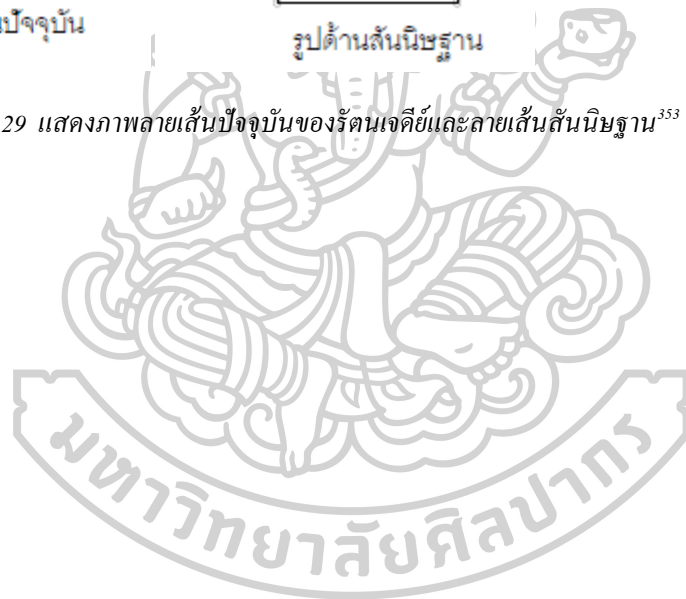 นปัจจุบัน
รูปด้านสันนิษฐาน
29 แสดงภาพลายเส้นปัจจุบันของรัตนเจดีย์และลายเส้นสันนิษฐาน353
มหาวิทยาลัยศิลปากร